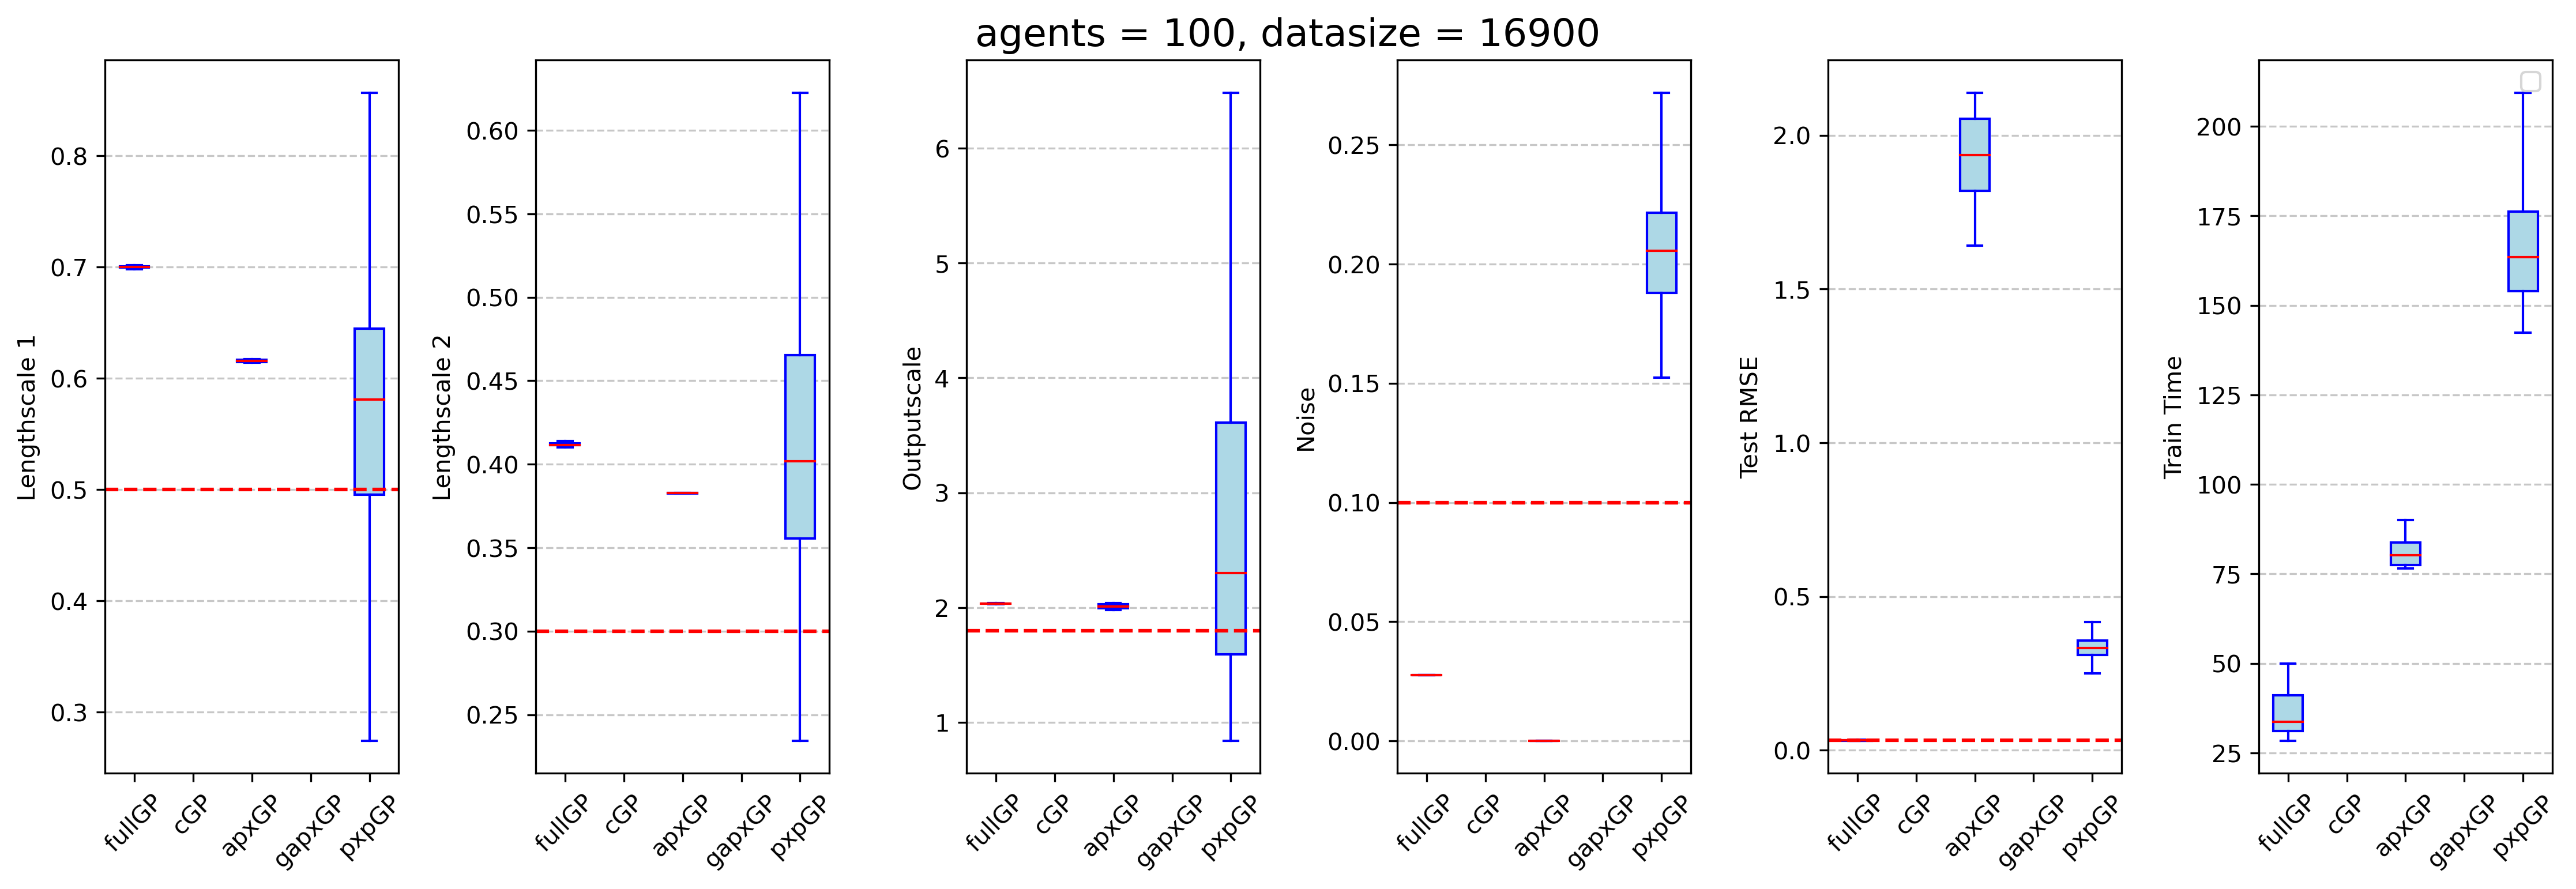 agents = 100, datasize = 16900
Lengthscale 1
0.8
0.7
0.6
0.5
0.4
0.3
fullGP
cGP
apxGP
gapxGP
pxpGP
Lengthscale 2
0.60
0.55
0.50
0.45
0.40
0.35
0.30
0.25
fullGP
cGP
apxGP
gapxGP
pxpGP
Outputscale
6
5
4
3
2
1
fullGP
cGP
apxGP
gapxGP
pxpGP
Noise
0.25
0.20
0.15
0.10
0.05
0.00
fullGP
cGP
apxGP
gapxGP
pxpGP
Test RMSE
2.0
1.5
1.0
0.5
0.0
fullGP
cGP
apxGP
gapxGP
pxpGP
Train Time
200
175
150
125
100
75
50
25
fullGP
cGP
apxGP
gapxGP
pxpGP